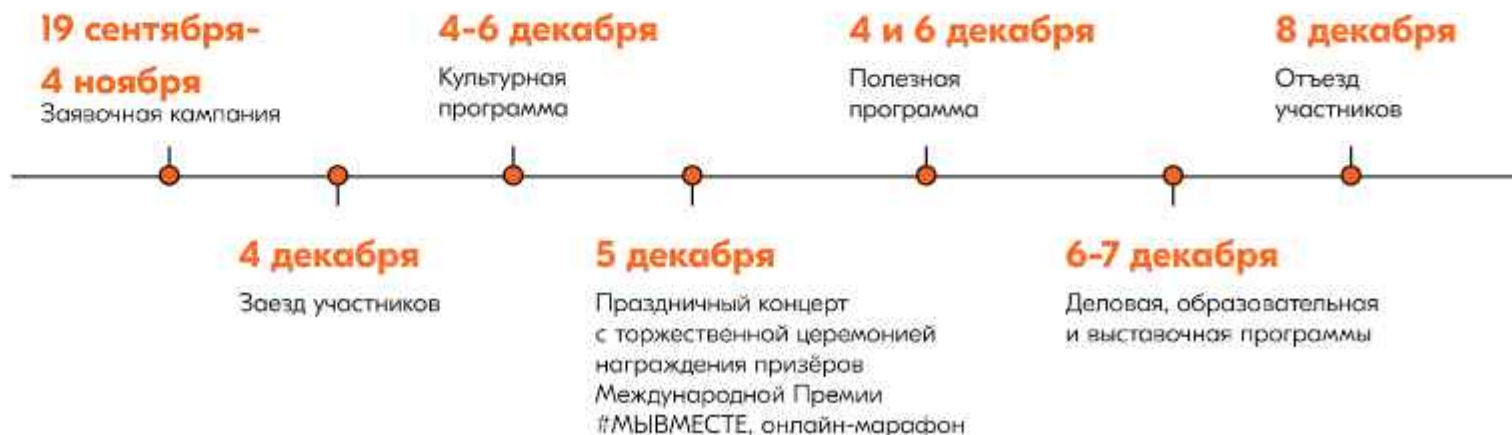 19 сентября-
4 ноября
Заявочная кампания
4 декабря
Заезд участников
4-6 декабря
Культурная
программа
5 декабря
Праздничный концерт
с торжественной церемонией
награждения призёров
Международной Премии
#МЫВМЕСТЕ, онлайн-марафон
4 и 6 декабря
Полезная
программа
6-7 декабря
Деловая, образовательная
и выставочная программы
8 декабря
Отъезд
участников